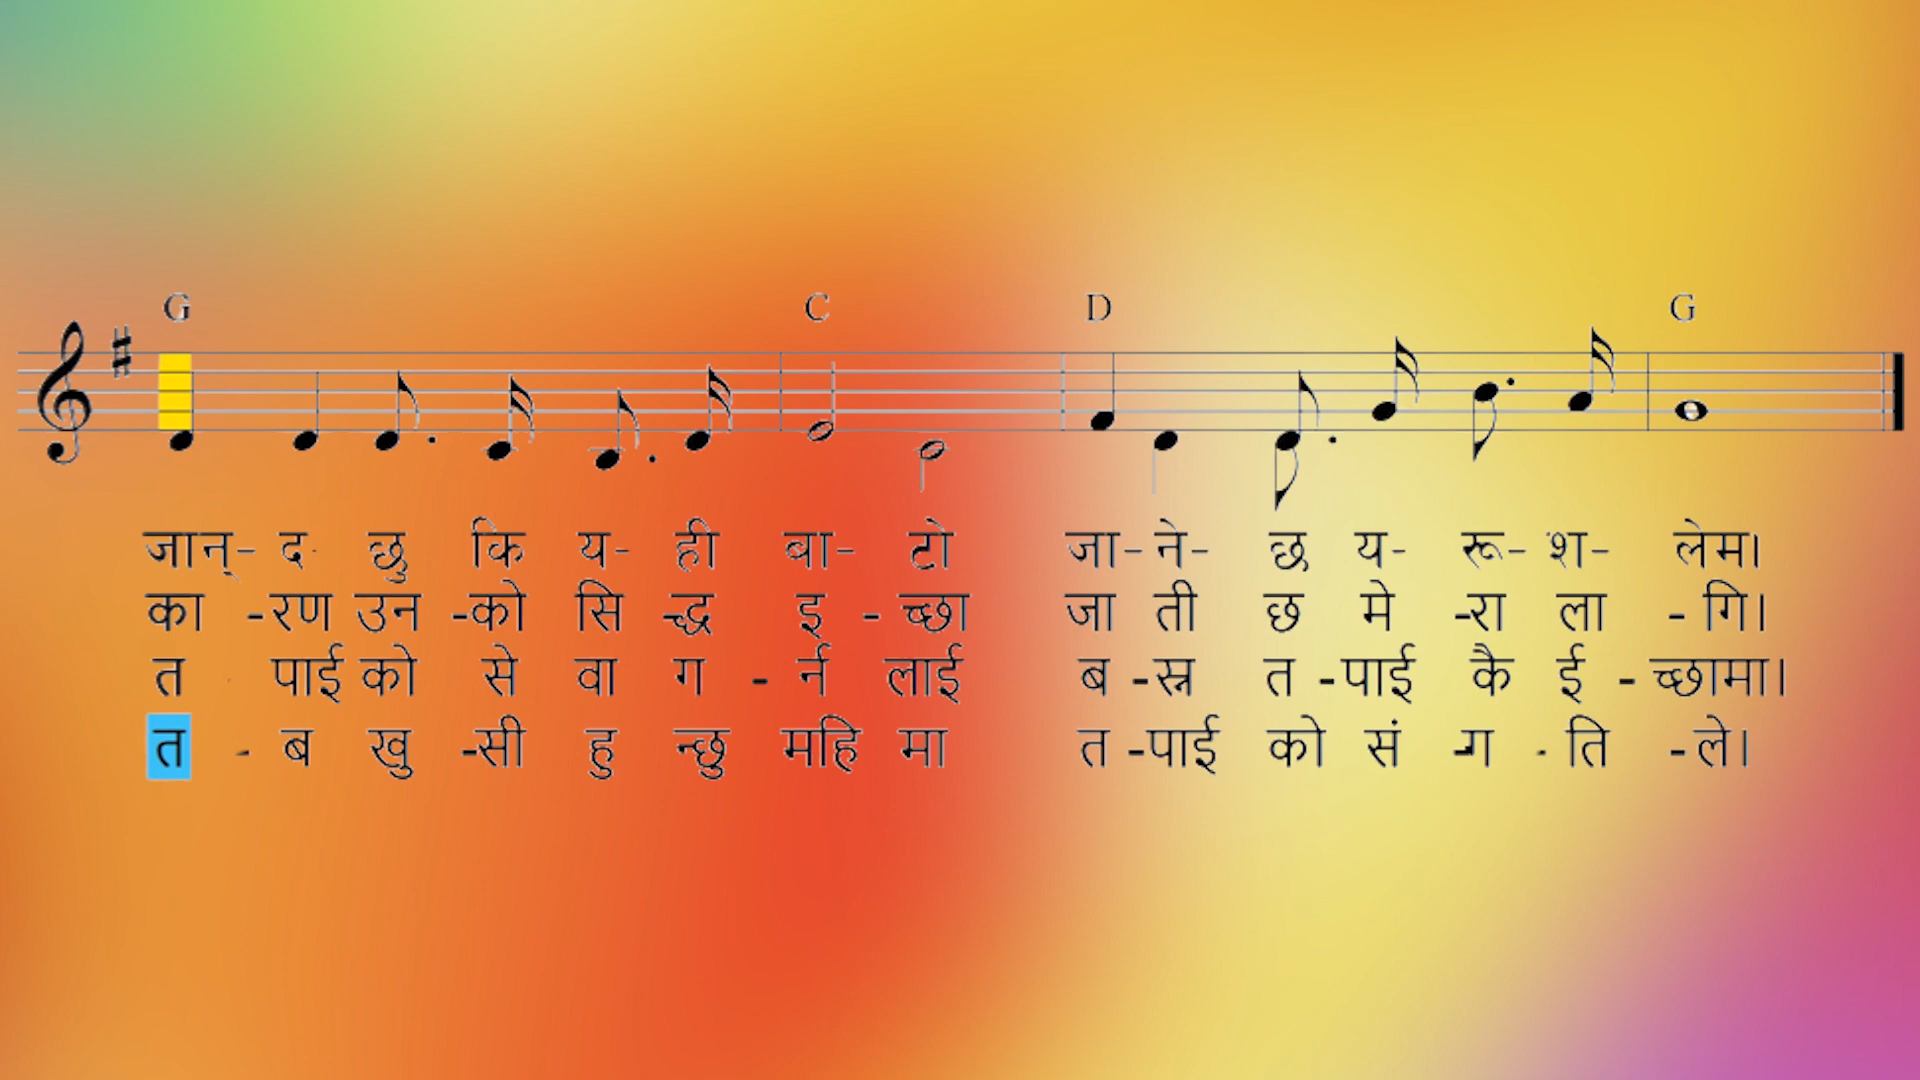 G C D G
जान्- द छु कि य- ही बा- टो जा- ने- छ य- रू- श- लेम।
का -रण उन -को सि -द्ध इ - च्छा जा ती छ मे -रा ला - गि।
त पाई को से वा ग - र्न लाई ब -स्न त -पाई कै ई - च्छामा।
त - ब खु -सी हु न्छु महि मा त -पाई को सं -ग - ति -ले।